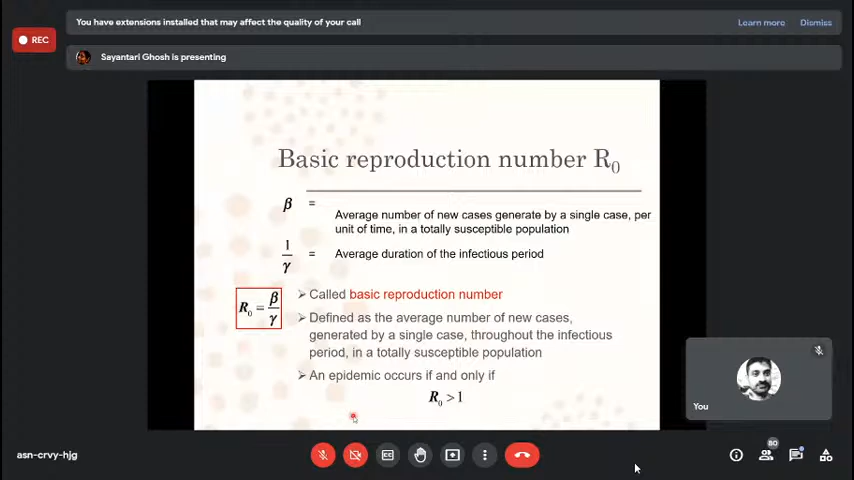 You have extensions installed that may affect the quality of your call
Learn more
Dismiss
REC
Sayantari Ghosh is presenting
Basic reproduction number R₀
β = Average number of new cases generate by a single case, per
unit of time, in a totally susceptible population
1/γ = Average duration of the infectious period
R₀ = β/γ
➢ Called basic reproduction number
➢ Defined as the average number of new cases,
generated by a single case, throughout the infectious
period, in a totally susceptible population
➢ An epidemic occurs if and only if
R₀ > 1
You
asn-crvy-hjg
CC
80